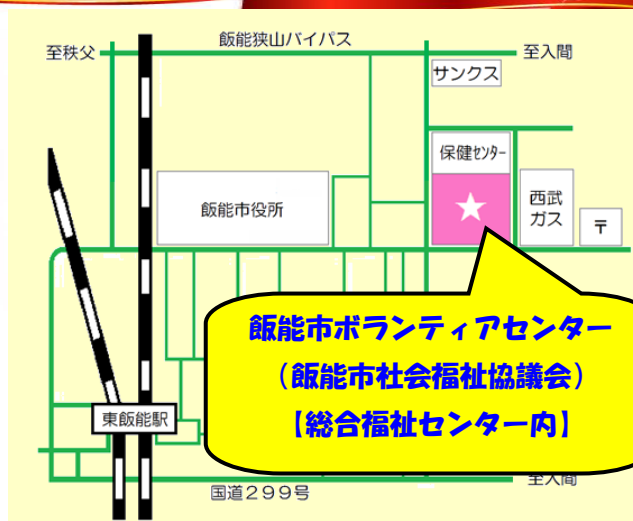 飯能狭山バイパス
至秩父
至入間
サンクス
保健ｾﾝﾀｰ
飯能市役所
西武
ガス
〒
飯能市ボランティアセンター
（飯能市社会福祉協議会）
【総合福祉センター内】
東飯能駅
至入間
国道２９９号